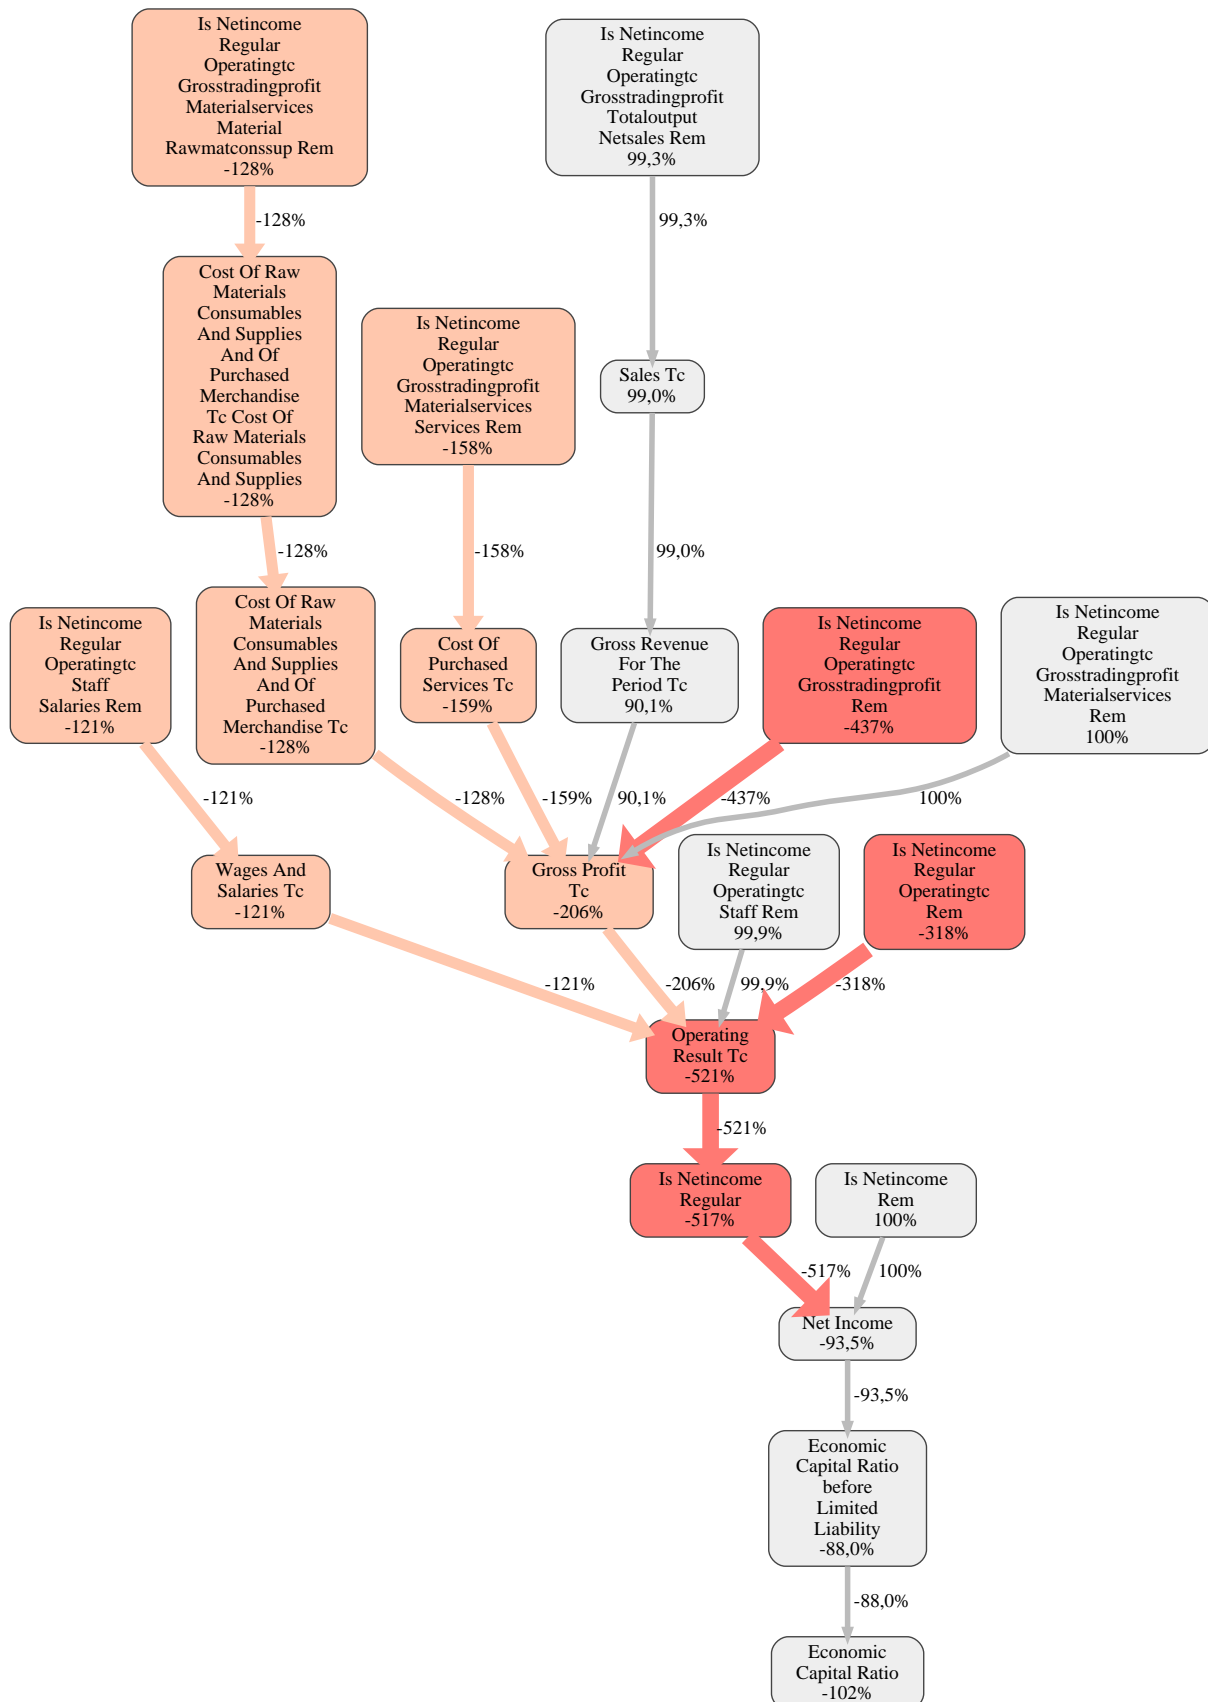 Is Netincome
Regular
Operatingtc
Grosstradingprofit
Materialservices
Material
Rawmatconssup Rem
-128%
Is Netincome
Regular
Operatingtc
Grosstradingprofit
Totaloutput
Netsales Rem
99,3%
-128%
99,3%
Cost Of Raw
Materials
Consumables
And Supplies
And Of
Purchased
Merchandise
Tc Cost Of
Raw Materials
Consumables
And Supplies
-128%
Is Netincome
Regular
Operatingtc
Grosstradingprofit
Materialservices
Services Rem
-158%
Sales Tc
99,0%
-128%
-158%
99,0%
Is Netincome
Regular
Operatingtc
Staff
Salaries Rem
-121%
Cost Of Raw
Materials
Consumables
And Supplies
And Of
Purchased
Merchandise Tc
-128%
Cost Of
Purchased
Services Tc
-159%
Gross Revenue
For The
Period Tc
90,1%
Is Netincome
Regular
Operatingtc
Grosstradingprofit
Rem
-437%
Is Netincome
Regular
Operatingtc
Grosstradingprofit
Materialservices
Rem
100%
-121%
-128%
-159%
90,1%
-437%
100%
Wages And
Salaries Tc
-121%
Gross Profit
Tc
-206%
Is Netincome
Regular
Operatingtc
Staff Rem
99,9%
Is Netincome
Regular
Operatingtc
Rem
-318%
-121%
-206%
99,9%
-318%
Operating
Result Tc
-521%
-521%
Is Netincome
Regular
-517%
Is Netincome
Rem
100%
-517%
100%
Net Income
-93,5%
-93,5%
Economic
Capital Ratio
before
Limited
Liability
-88,0%
-88,0%
Economic
Capital Ratio
-102%